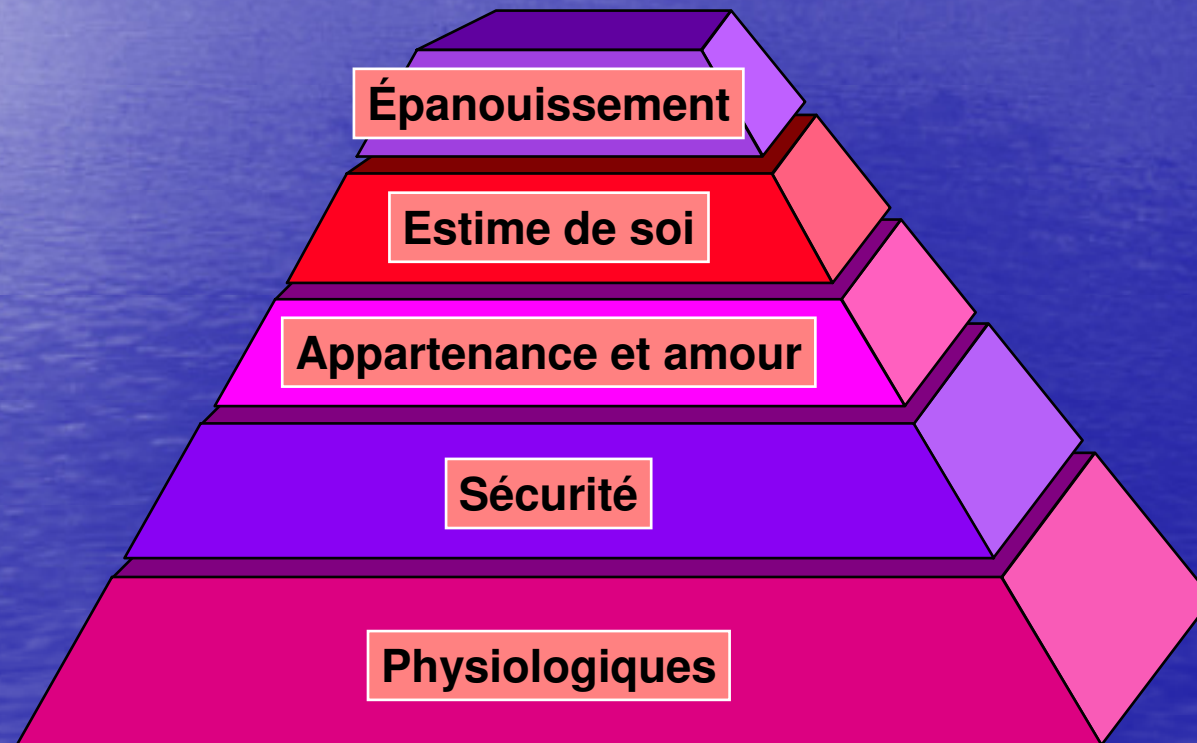 Épanouissement
Estime de soi
Appartenance et amour
Sécurité
Physiologiques